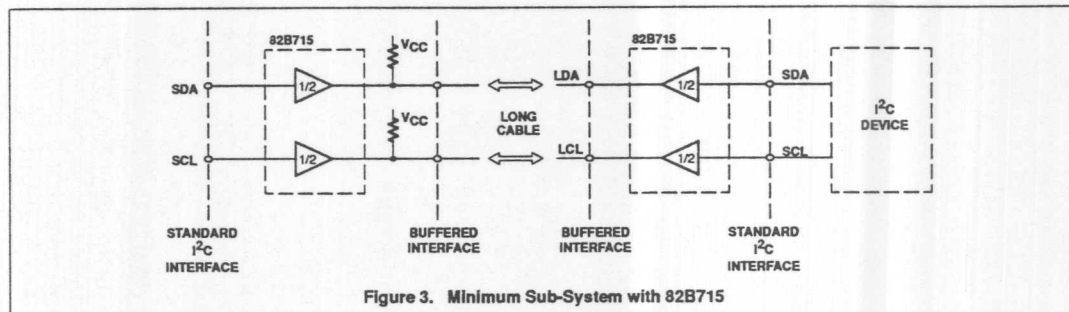 82B715
82B715
VCC
VCC
SDA
1/2
LDA
1/2
SDA
LONG
CABLE
I2C
DEVICE
SCL
1/2
LCL
1/2
SCL
STANDARD
I2C
INTERFACE
BUFFERED
INTERFACE
BUFFERED
INTERFACE
STANDARD
I2C
INTERFACE
Figure 3. Minimum Sub-System with 82B715